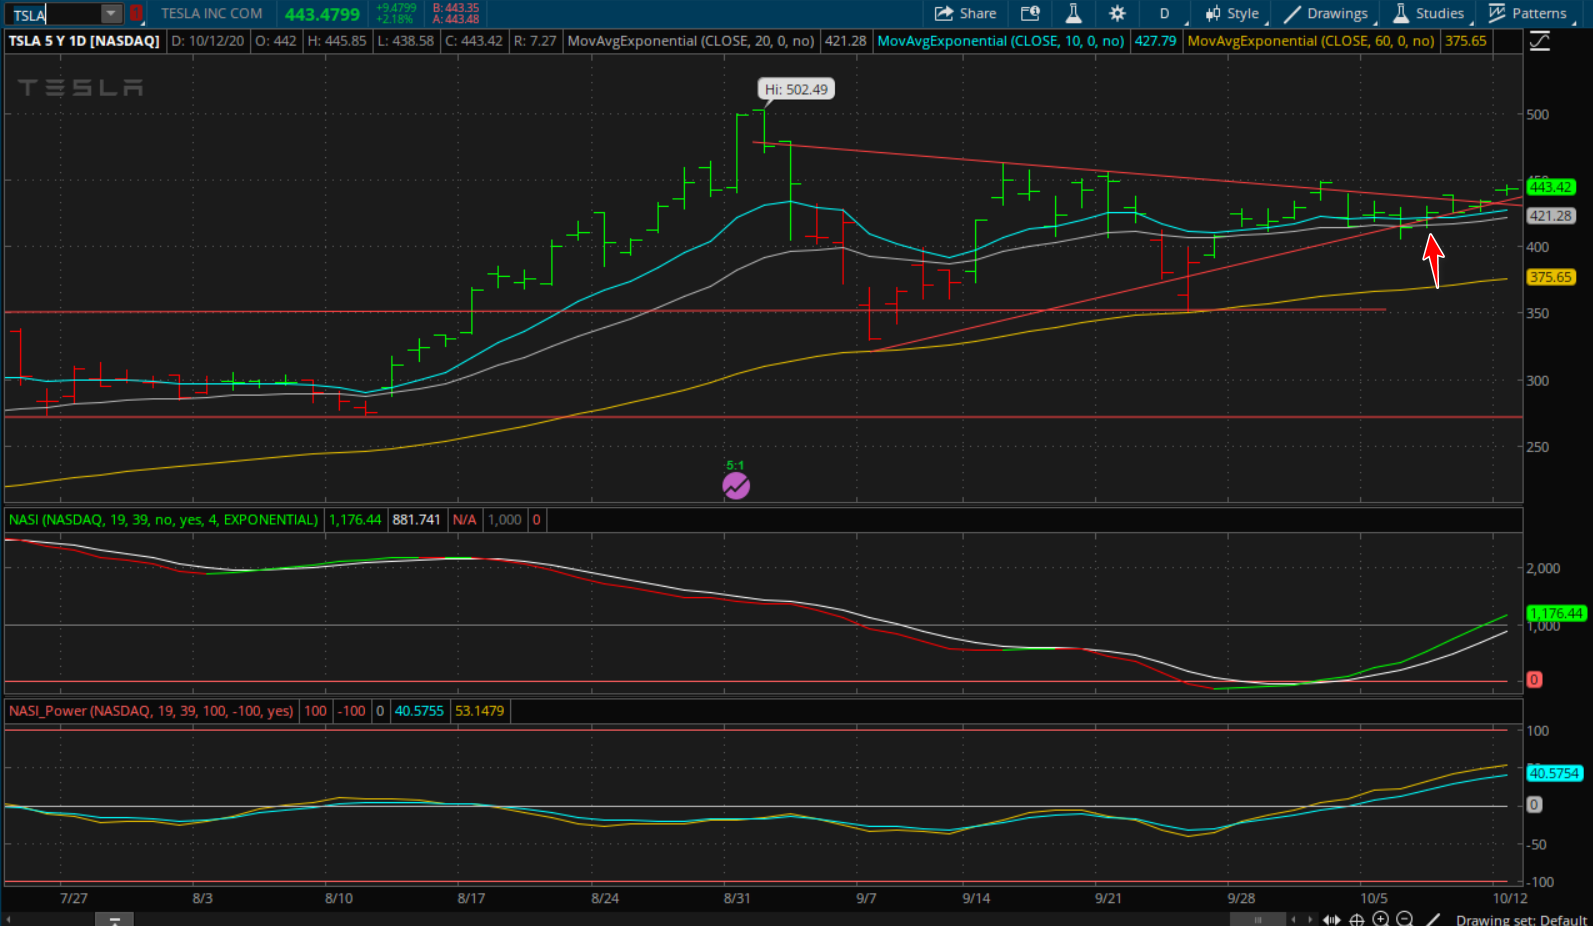 TSLA TESLA INC COM 443.4799 +9.4799 +2.18% B: 443.35 A: 443.48 Share D Style Drawings Studies Patterns
TSLA 5 Y 1D [NASDAQ] D: 10/12/20 O: 442 H: 445.85 L: 438.58 C: 443.42 R: 7.27 MovAvgExponential (CLOSE, 20, 0, no) 421.28 MovAvgExponential (CLOSE, 10, 0, no) 427.79 MovAvgExponential (CLOSE, 60, 0, no) 375.65
TESLA
Hi: 502.49
500
450
443.42
421.28
400
375.65
350
300
250
5:1
NASI (NASDAQ, 19, 39, no, yes, 4, EXPONENTIAL) 1,176.44 881.741 N/A 1,000 0
2,000
1,176.44
1,000
0
NASI_Power (NASDAQ, 19, 39, 100, -100, yes) 100 -100 0 40.5755 53.1479
100
40.5754
0
-50
-100
7/27 8/3 8/10 8/17 8/24 8/31 9/7 9/14 9/21 9/28 10/5 10/12
Drawing set: Default